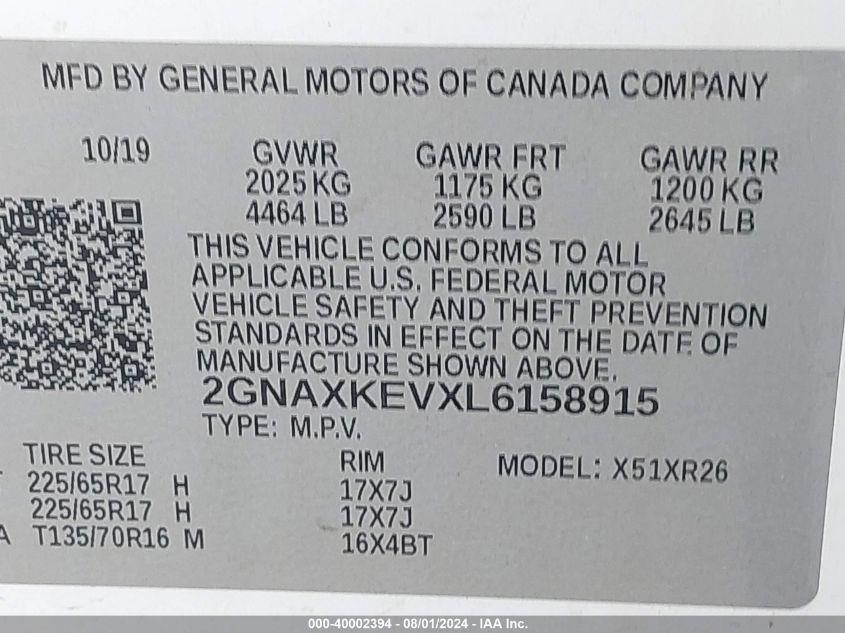 MFD BY GENERAL MOTORS OF CANADA COMPANY
10/19 GVWR GAWR FRT GAWR RR
2025 KG 1175 KG 1200 KG
4464 LB 2590 LB 2645 LB
THIS VEHICLE CONFORMS TO ALL
APPLICABLE U.S. FEDERAL MOTOR
VEHICLE SAFETY AND THEFT PREVENTION
STANDARDS IN EFFECT ON THE DATE OF
MANUFACTURE SHOWN ABOVE.
2GNAXKEVXL6158915
TYPE: M.P.V.
TIRE SIZE RIM MODEL: X51XR26
225/65R17 H 17X7J
225/65R17 H 17X7J
A T135/70R16 M 16X4BT
000-40002394 - 08/01/2024 - IAA Inc.